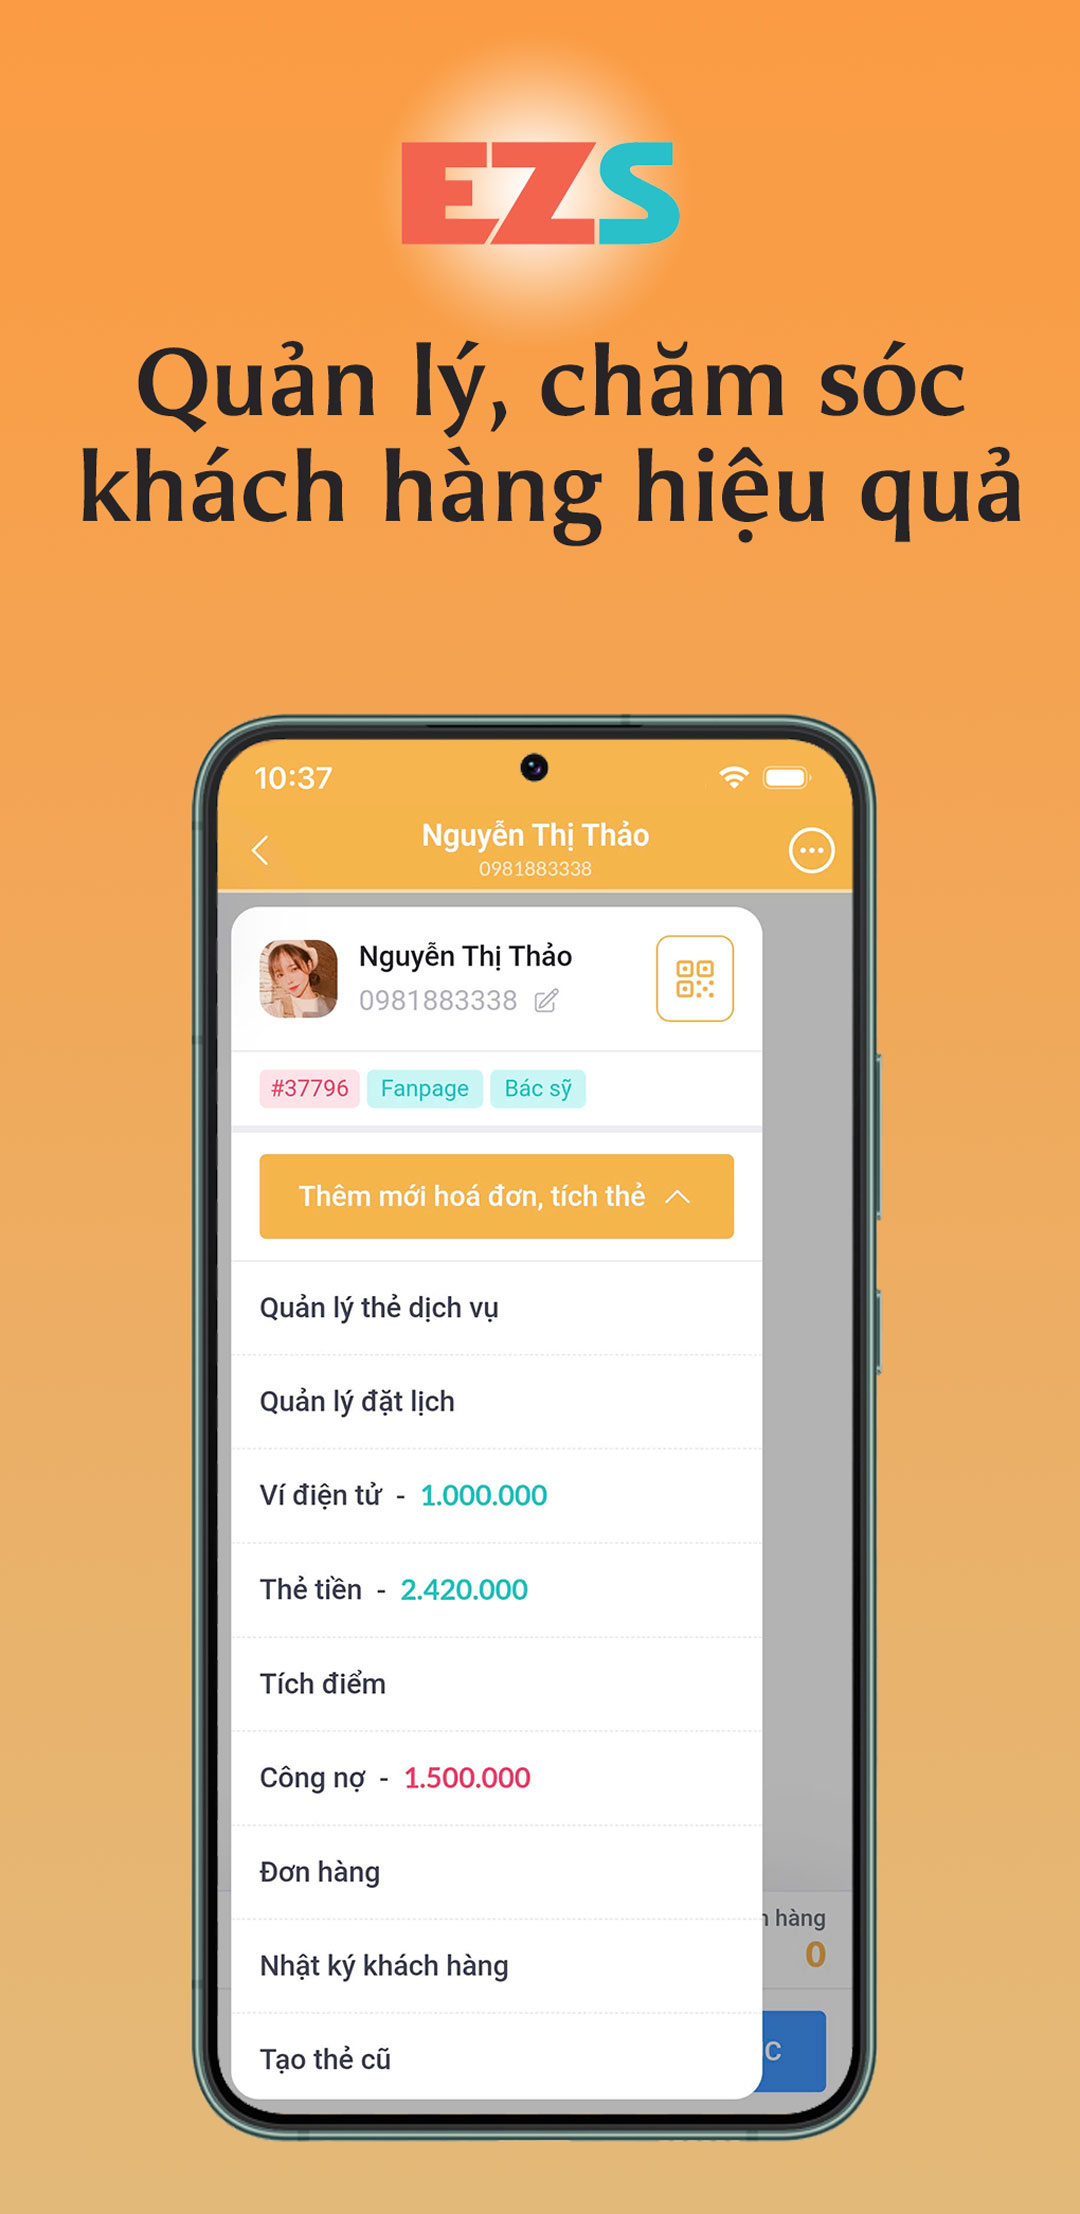 EZS
Quản lý, chăm sóc
khách hàng hiệu quả
10:37
Nguyễn Thị Thảo
0981883338
Nguyễn Thị Thảo
0981883338
#37796 Fanpage Bác sỹ
Thêm mới hoá đơn, tích thẻ
Quản lý thẻ dịch vụ
Quản lý đặt lịch
Ví điện tử - 1.000.000
Thẻ tiền - 2.420.000
Tích điểm
Công nợ - 1.500.000
Đơn hàng
hàng
0
Nhật ký khách hàng
C
Tạo thẻ cũ